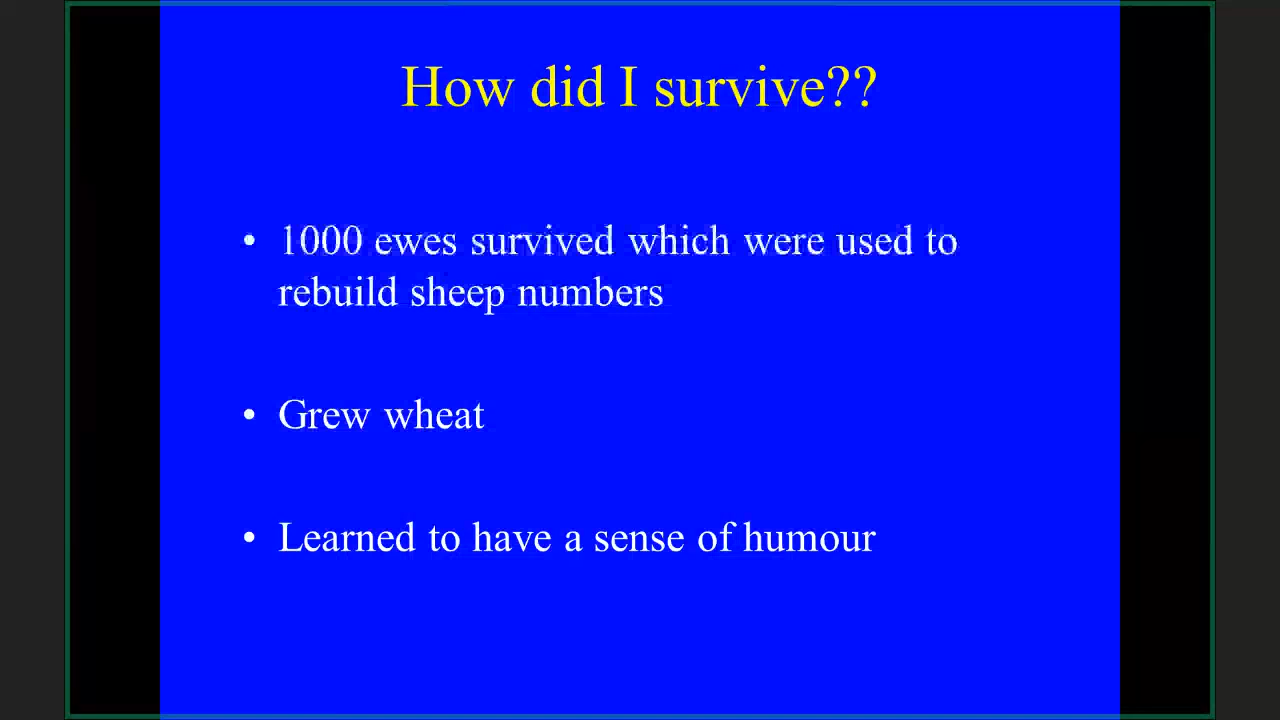 How did I survive??
• 1000 ewes survived which were used to
rebuild sheep numbers
• Grew wheat
• Learned to have a sense of humour